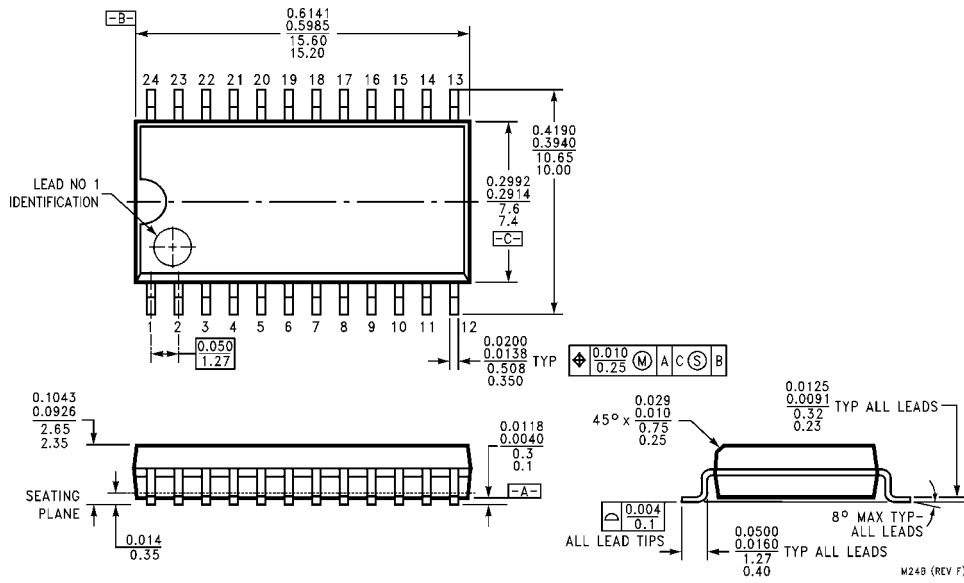 -B-
0.6141
0.5985
15.60
15.20
24 23 22 21 20 19 18 17 16 15 14 13
0.4190
0.3940
10.65
10.00
0.2992
0.2914
7.6
7.4
-C-
LEAD NO 1
IDENTIFICATION
1 2 3 4 5 6 7 8 9 10 11 12
0.050
1.27
0.0200
0.0138
0.508
0.350
TYP
⌖ 0.010
0.25 Ⓜ A C Ⓢ B
0.1043
0.0926
2.65
2.35
0.0118
0.0040
0.3
0.1
-A-
SEATING
PLANE
0.014
0.35
45° x
0.029
0.010
0.75
0.25
0.0125
0.0091
0.32
0.23
TYP ALL LEADS
0.004
0.1
ALL LEAD TIPS
0.0500
0.0160
1.27
0.40
TYP ALL LEADS
8° MAX TYP-
ALL LEADS
M24B (REV F)